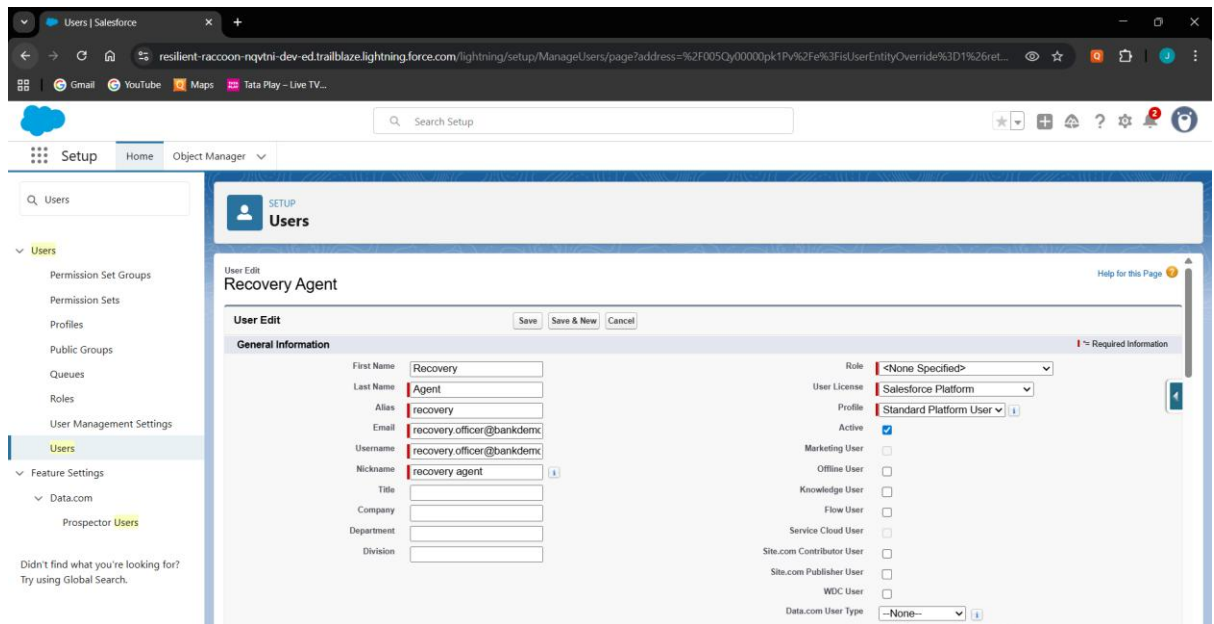 Users | Salesforce
resilient-raccoon-nqvtni-dev-ed.trailblaze.lightning.force.com/lightning/setup/ManageUsers/page?address=%2F005Qy00000pk1Pv%2Fe%3FisUserEntityOverride%3D1%26ret...
Gmail YouTube Maps Tata Play – Live TV...
Search Setup
2
Setup Home Object Manager
Users
SETUP
Users
Users
Permission Set Groups
Permission Sets
Profiles
Public Groups
Queues
Roles
User Management Settings
Users
Feature Settings
Data.com
Prospector Users
Didn't find what you're looking for?
Try using Global Search.
User Edit
Recovery Agent
Help for this Page
User Edit Save Save & New Cancel
General Information = Required Information
First Name Recovery
Last Name Agent
Alias recovery
Email recovery.officer@bankdemc
Username recovery.officer@bankdemc
Nickname recovery agent
Title
Company
Department
Division
Role <None Specified>
User License Salesforce Platform
Profile Standard Platform User
Active
Marketing User
Offline User
Knowledge User
Flow User
Service Cloud User
Site.com Contributor User
Site.com Publisher User
WDC User
Data.com User Type --None--